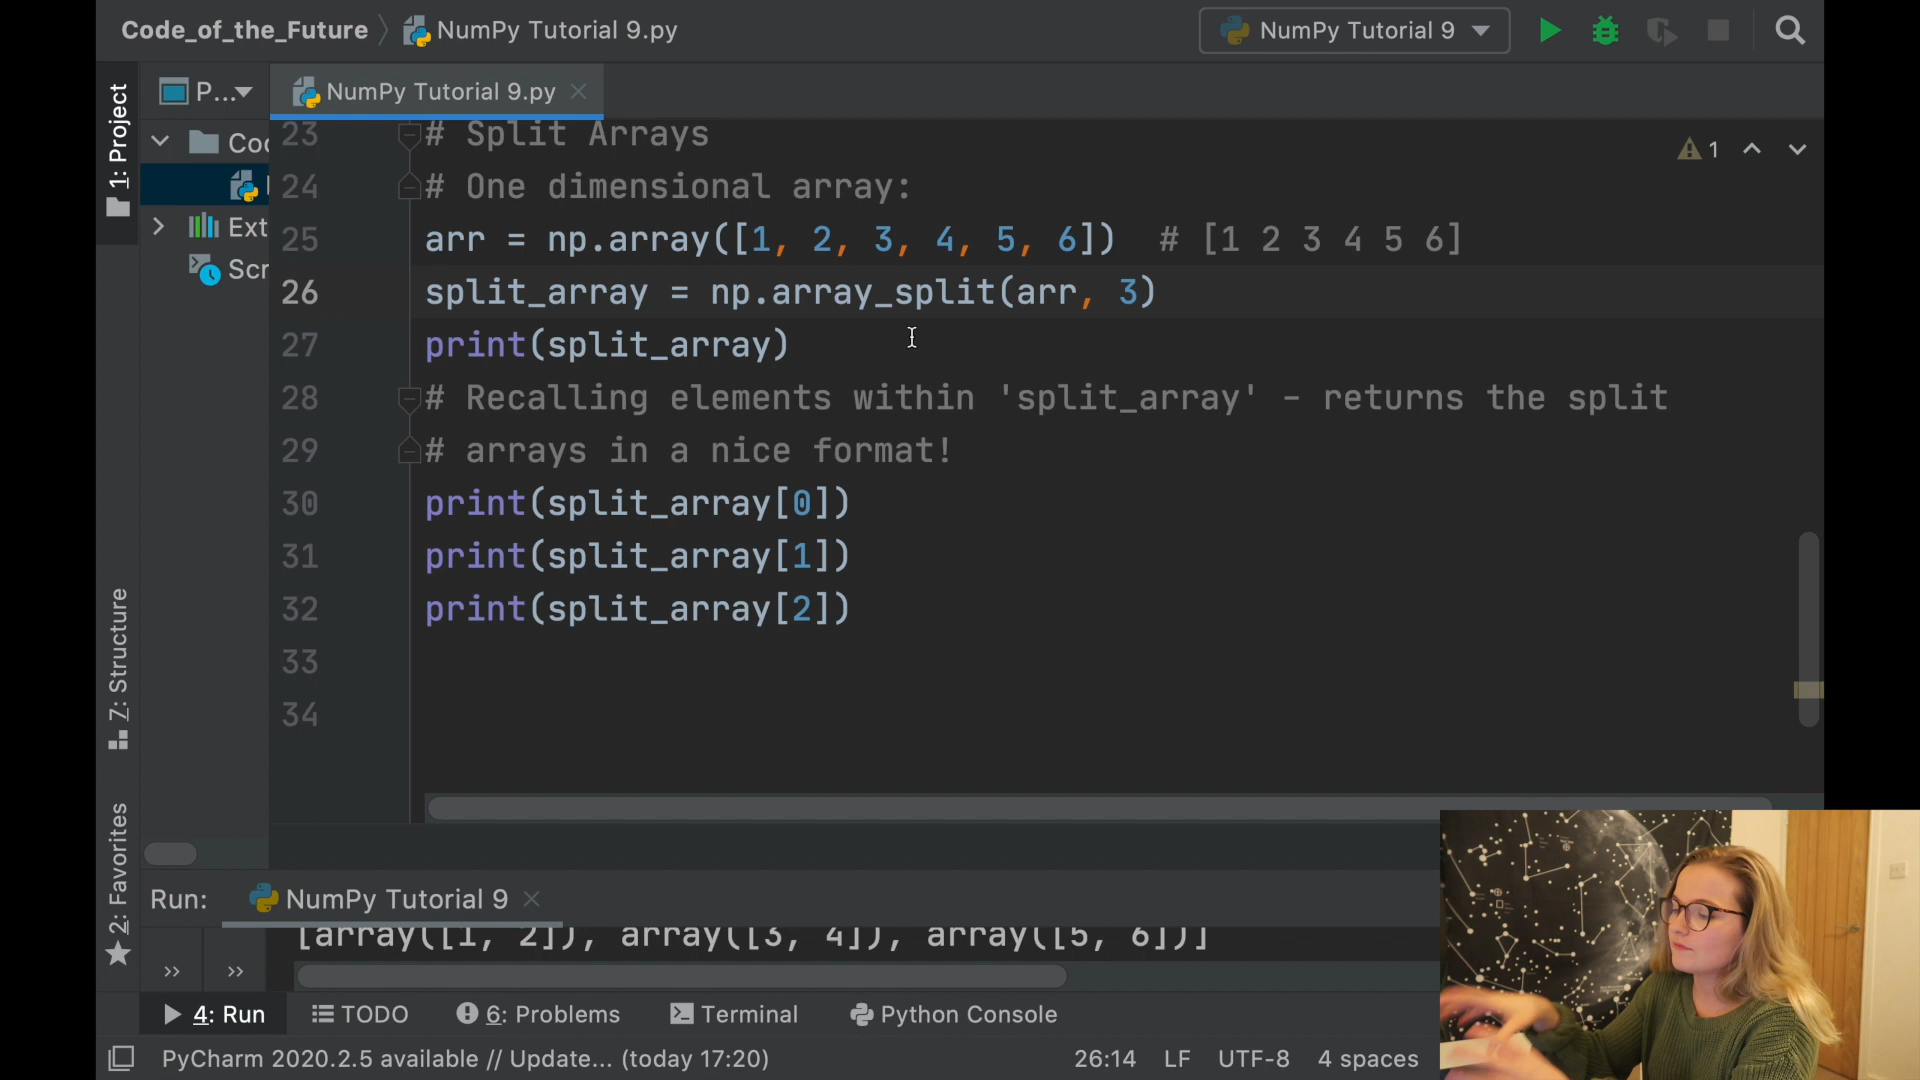 Code_of_the_Future
NumPy Tutorial 9.py
NumPy Tutorial 9
P...
NumPy Tutorial 9.py
1: Project
Ext
Scr
7: Structure
2: Favorites
23 # Split Arrays
24 # One dimensional array:
25 arr = np.array([1, 2, 3, 4, 5, 6]) # [1 2 3 4 5 6]
26 split_array = np.array_split(arr, 3)
27 print(split_array)
28 # Recalling elements within 'split_array' - returns the split
29 # arrays in a nice format!
30 print(split_array[0])
31 print(split_array[1])
32 print(split_array[2])
33
34
1
Run:
NumPy Tutorial 9
[array([1, 2]), array([3, 4]), array([5, 6])]
4: Run
TODO
6: Problems
Terminal
Python Console
PyCharm 2020.2.5 available // Update... (today 17:20)
26:14 LF UTF-8 4 spaces